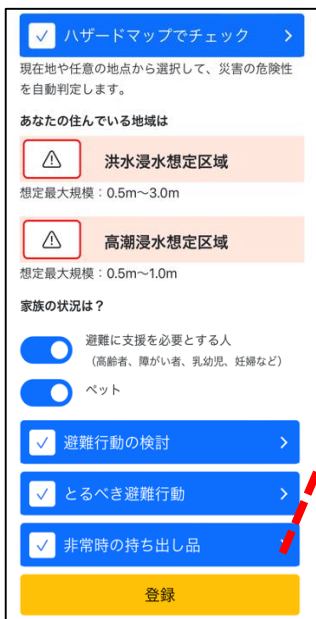 ハザードマップでチェック
現在地や任意の地点から選択して、災害の危険性
を自動判定します。
あなたの住んでいる地域は
洪水浸水想定区域
想定最大規模：0.5m～3.0m
高潮浸水想定区域
想定最大規模：0.5m～1.0m
家族の状況は？
避難に支援を必要とする人
（高齢者、障がい者、乳幼児、妊婦など）
ペット
避難行動の検討
とるべき避難行動
非常時の持ち出し品
登録